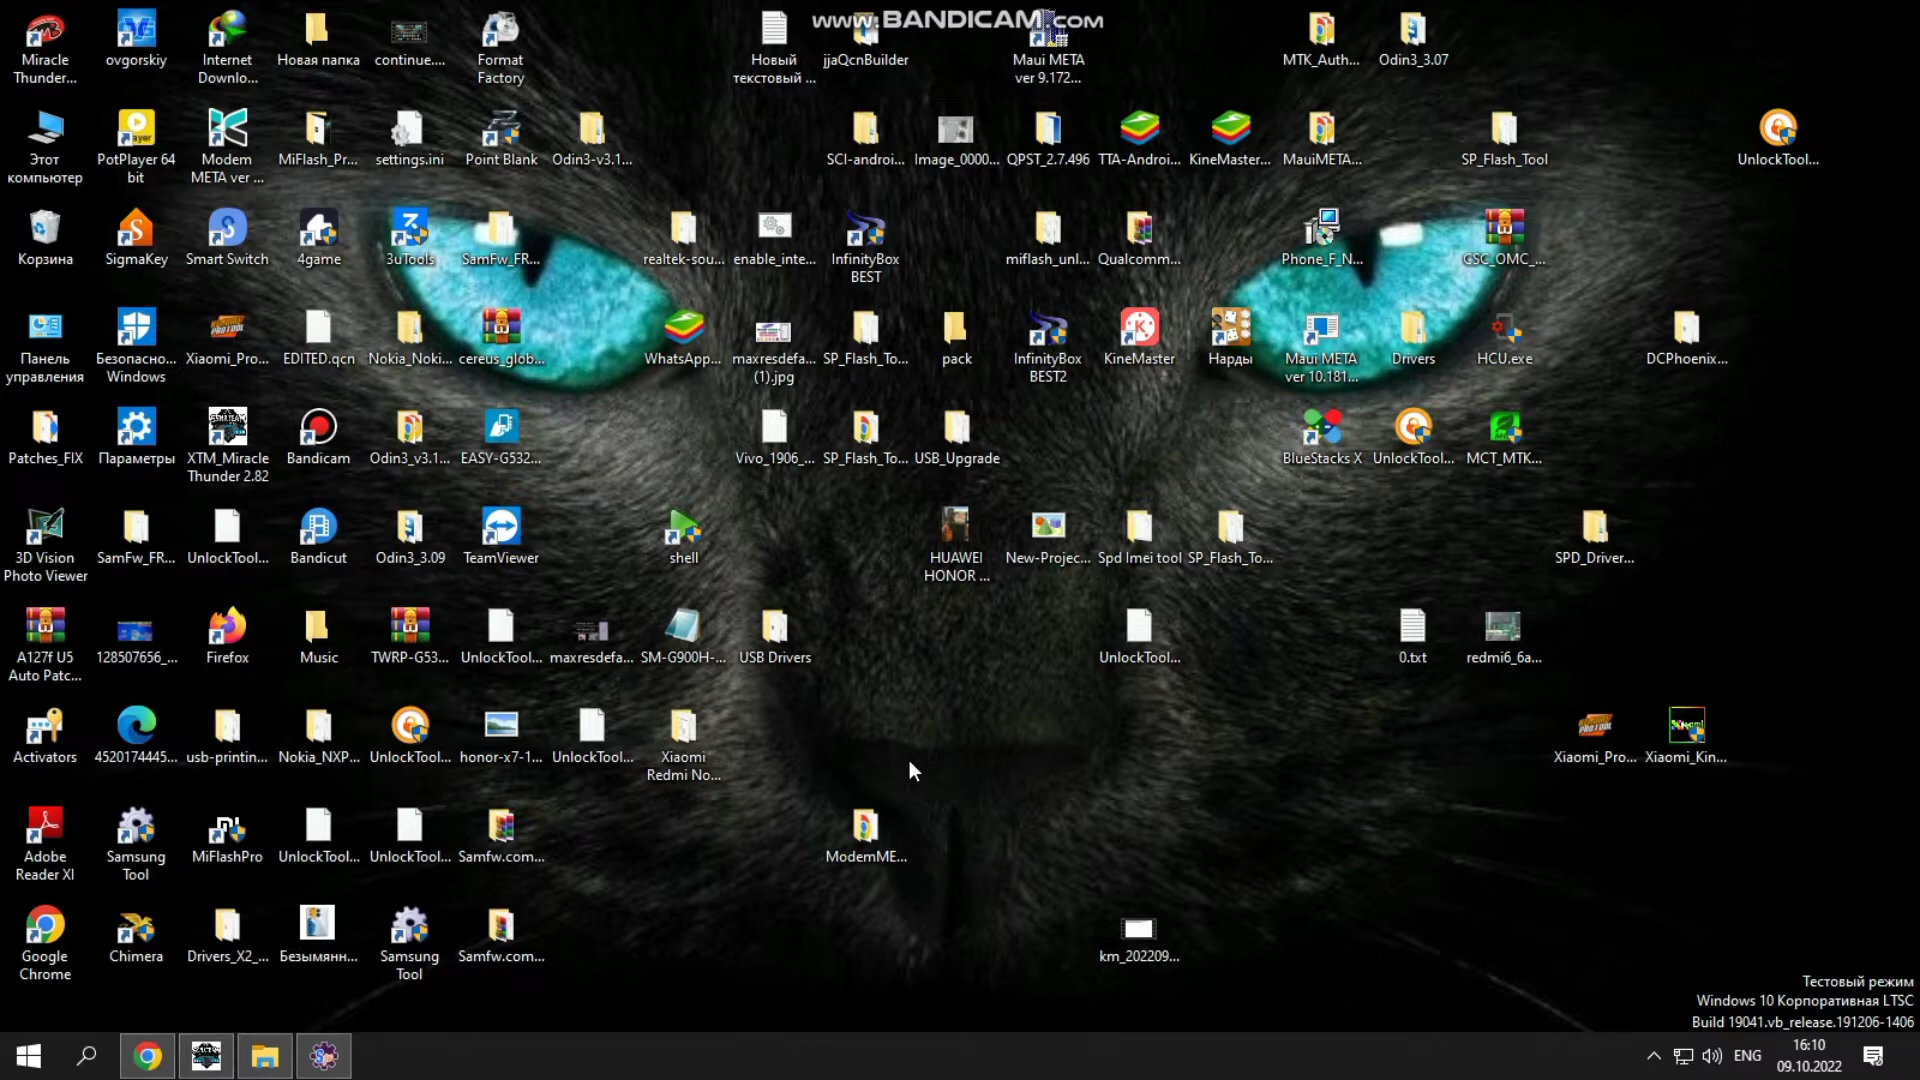 www.BANDICAM.com
Miracle
Thunder...
ovgorskiy
Internet
Downlo...
Новая папка
continue....
Format
Factory
Новый
текстовый ...
jjaQcnBuilder
Maui META
ver 9.172...
MTK_Auth...
Odin3_3.07
Этот
компьютер
PotPlayer 64
bit
Modem
META ver ...
MiFlash_Pr...
settings.ini
Point Blank
Odin3-v3.1...
SCI-androi...
Image_0000...
QPST_2.7.496
TTA-Androi...
KineMaster...
MauiMETA...
SP_Flash_Tool
UnlockTool...
Корзина
SigmaKey
Smart Switch
4game
3uTools
SamFw_FR...
realtek-sou...
enable_inte...
InfinityBox
BEST
miflash_unl...
Qualcomm...
Phone_F_N...
CSC_OMC_...
Панель
управления
Безопасно...
Windows
Xiaomi_Pro...
EDITED.qcn
Nokia_Noki...
cereus_glob...
WhatsApp...
maxresdefa...
(1).jpg
SP_Flash_To...
pack
InfinityBox
BEST2
KineMaster
Нарды
Maui META
ver 10.181...
Drivers
HCU.exe
DCPhoenix...
Patches_FIX
Параметры
XTM_Miracle
Thunder 2.82
Bandicam
Odin3_v3.1...
EASY-G532...
Vivo_1906_...
SP_Flash_To...
USB_Upgrade
BlueStacks X
UnlockTool...
MCT_MTK...
3D Vision
Photo Viewer
SamFw_FR...
UnlockTool...
Bandicut
Odin3_3.09
TeamViewer
shell
HUAWEI
HONOR ...
New-Projec...
Spd Imei tool
SP_Flash_To...
SPD_Driver...
A127f U5
Auto Patc...
128507656_...
Firefox
Music
TWRP-G53...
UnlockTool...
maxresdefa...
SM-G900H-...
USB Drivers
UnlockTool...
0.txt
redmi6_6a...
Activators
4520174445...
usb-printin...
Nokia_NXP...
UnlockTool...
honor-x7-1...
UnlockTool...
Xiaomi
Redmi No...
Xiaomi_Pro...
Xiaomi_Kin...
Adobe
Reader XI
Samsung
Tool
MiFlashPro
UnlockTool...
UnlockTool...
Samfw.com...
ModemME...
Google
Chrome
Chimera
Drivers_X2_...
Безымянн...
Samsung
Tool
Samfw.com...
km_202209...
Тестовый режим
Windows 10 Корпоративная LTSC
Build 19041.vb_release.191206-1406
ENG
16:10
09.10.2022